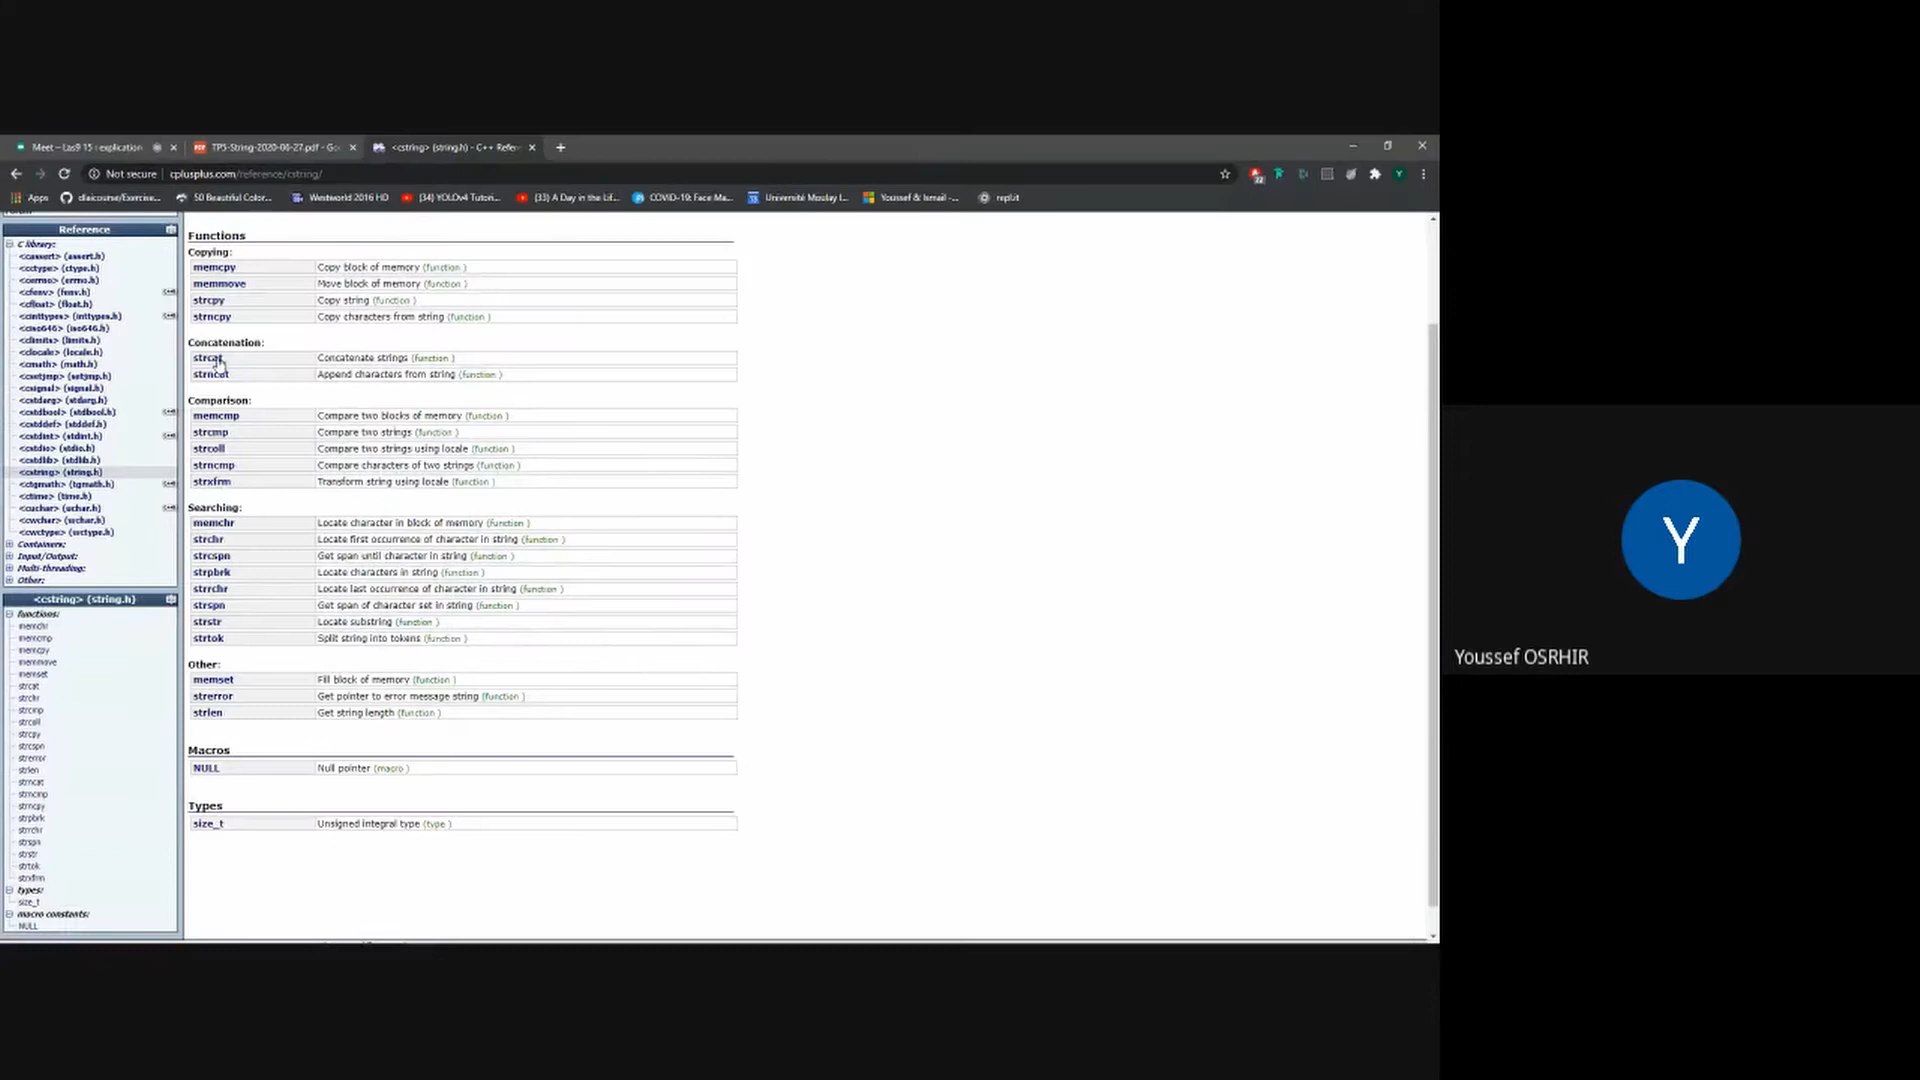 Meet – Las9 15 : explication
TP5-String-2020-06-27.pdf - Go
<cstring> (string.h) - C++ Refer
Not secure | cplusplus.com/reference/cstring/
Apps
dlaicourse/Exercise...
50 Beautiful Color...
Westworld 2016 HD
(34) YOLOv4 Tutori...
(33) A Day in the Lif...
COVID-19: Face Ma...
Université Moulay I...
Youssef & Ismail -...
repl.it
Reference
C library:
<cassert> (assert.h)
<cctype> (ctype.h)
<cerrno> (errno.h)
<cfenv> (fenv.h)
<cfloat> (float.h)
<cinttypes> (inttypes.h)
<ciso646> (iso646.h)
<climits> (limits.h)
<clocale> (locale.h)
<cmath> (math.h)
<csetjmp> (setjmp.h)
<csignal> (signal.h)
<cstdarg> (stdarg.h)
<cstdbool> (stdbool.h)
<cstddef> (stddef.h)
<cstdint> (stdint.h)
<cstdio> (stdio.h)
<cstdlib> (stdlib.h)
<cstring> (string.h)
<ctgmath> (tgmath.h)
<ctime> (time.h)
<cuchar> (uchar.h)
<cwchar> (wchar.h)
<cwctype> (wctype.h)
Containers:
Input/Output:
Multi-threading:
Other:
<cstring> (string.h)
functions:
memchr
memcmp
memcpy
memmove
memset
strcat
strchr
strcmp
strcoll
strcpy
strcspn
strerror
strlen
strncat
strncmp
strncpy
strpbrk
strrchr
strspn
strstr
strtok
strxfrm
types:
size_t
macro constants:
NULL
Functions
Copying:
memcpy Copy block of memory (function )
memmove Move block of memory (function )
strcpy Copy string (function )
strncpy Copy characters from string (function )
Concatenation:
strcat Concatenate strings (function )
strncat Append characters from string (function )
Comparison:
memcmp Compare two blocks of memory (function )
strcmp Compare two strings (function )
strcoll Compare two strings using locale (function )
strncmp Compare characters of two strings (function )
strxfrm Transform string using locale (function )
Searching:
memchr Locate character in block of memory (function )
strchr Locate first occurrence of character in string (function )
strcspn Get span until character in string (function )
strpbrk Locate characters in string (function )
strrchr Locate last occurrence of character in string (function )
strspn Get span of character set in string (function )
strstr Locate substring (function )
strtok Split string into tokens (function )
Other:
memset Fill block of memory (function )
strerror Get pointer to error message string (function )
strlen Get string length (function )
Macros
NULL Null pointer (macro )
Types
size_t Unsigned integral type (type )
Y
Youssef OSRHIR